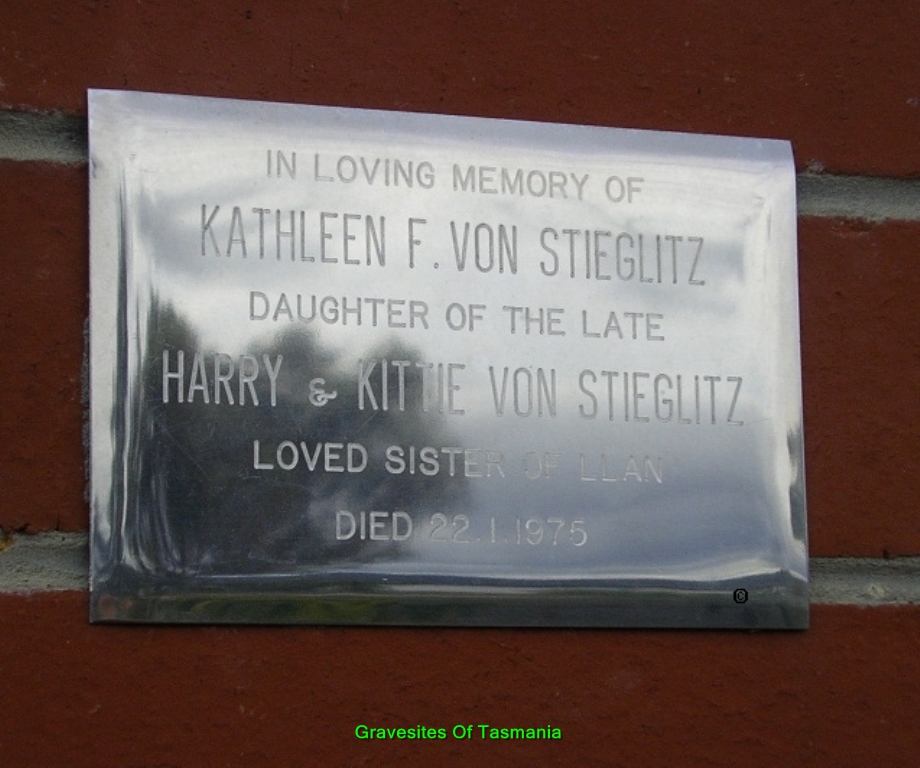 IN LOVING MEMORY OF
KATHLEEN F. VON STIEGLITZ
DAUGHTER OF THE LATE
HARRY & KITTIE VON STIEGLITZ
LOVED SISTER OF LLAN
DIED 22.1.1975
©
Gravesites Of Tasmania